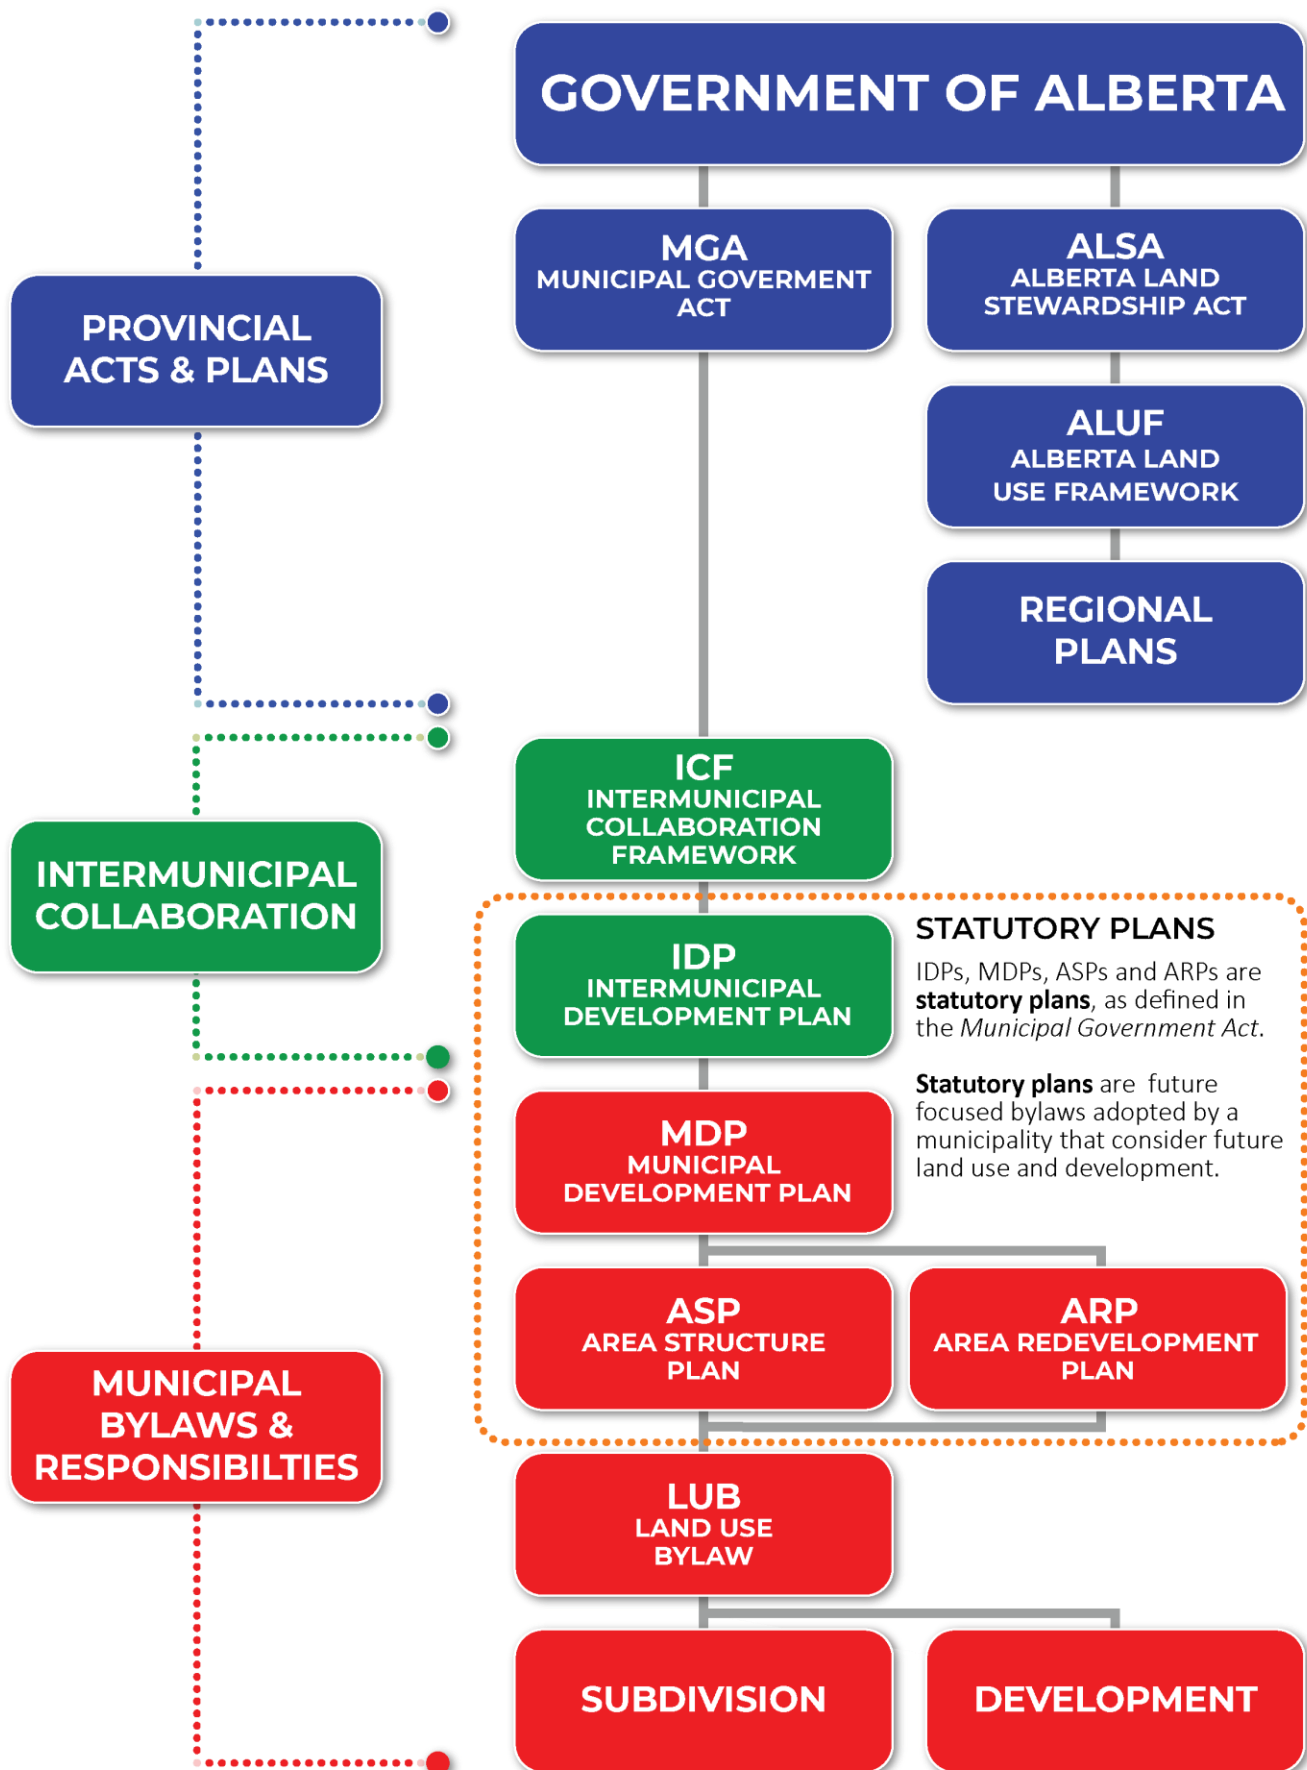 GOVERNMENT OF ALBERTA
MGA
MUNICIPAL GOVERMENT
ACT
ALSA
ALBERTA LAND
STEWARDSHIP ACT
PROVINCIAL
ACTS & PLANS
ALUF
ALBERTA LAND
USE FRAMEWORK
REGIONAL
PLANS
ICF
INTERMUNICIPAL
COLLABORATION
FRAMEWORK
INTERMUNICIPAL
COLLABORATION
IDP
INTERMUNICIPAL
DEVELOPMENT PLAN
STATUTORY PLANS
IDPs, MDPs, ASPs and ARPs are
statutory plans, as defined in
the Municipal Government Act.
Statutory plans are future
focused bylaws adopted by a
municipality that consider future
land use and development.
MDP
MUNICIPAL
DEVELOPMENT PLAN
ASP
AREA STRUCTURE
PLAN
ARP
AREA REDEVELOPMENT
PLAN
MUNICIPAL
BYLAWS &
RESPONSIBILTIES
LUB
LAND USE
BYLAW
SUBDIVISION
DEVELOPMENT